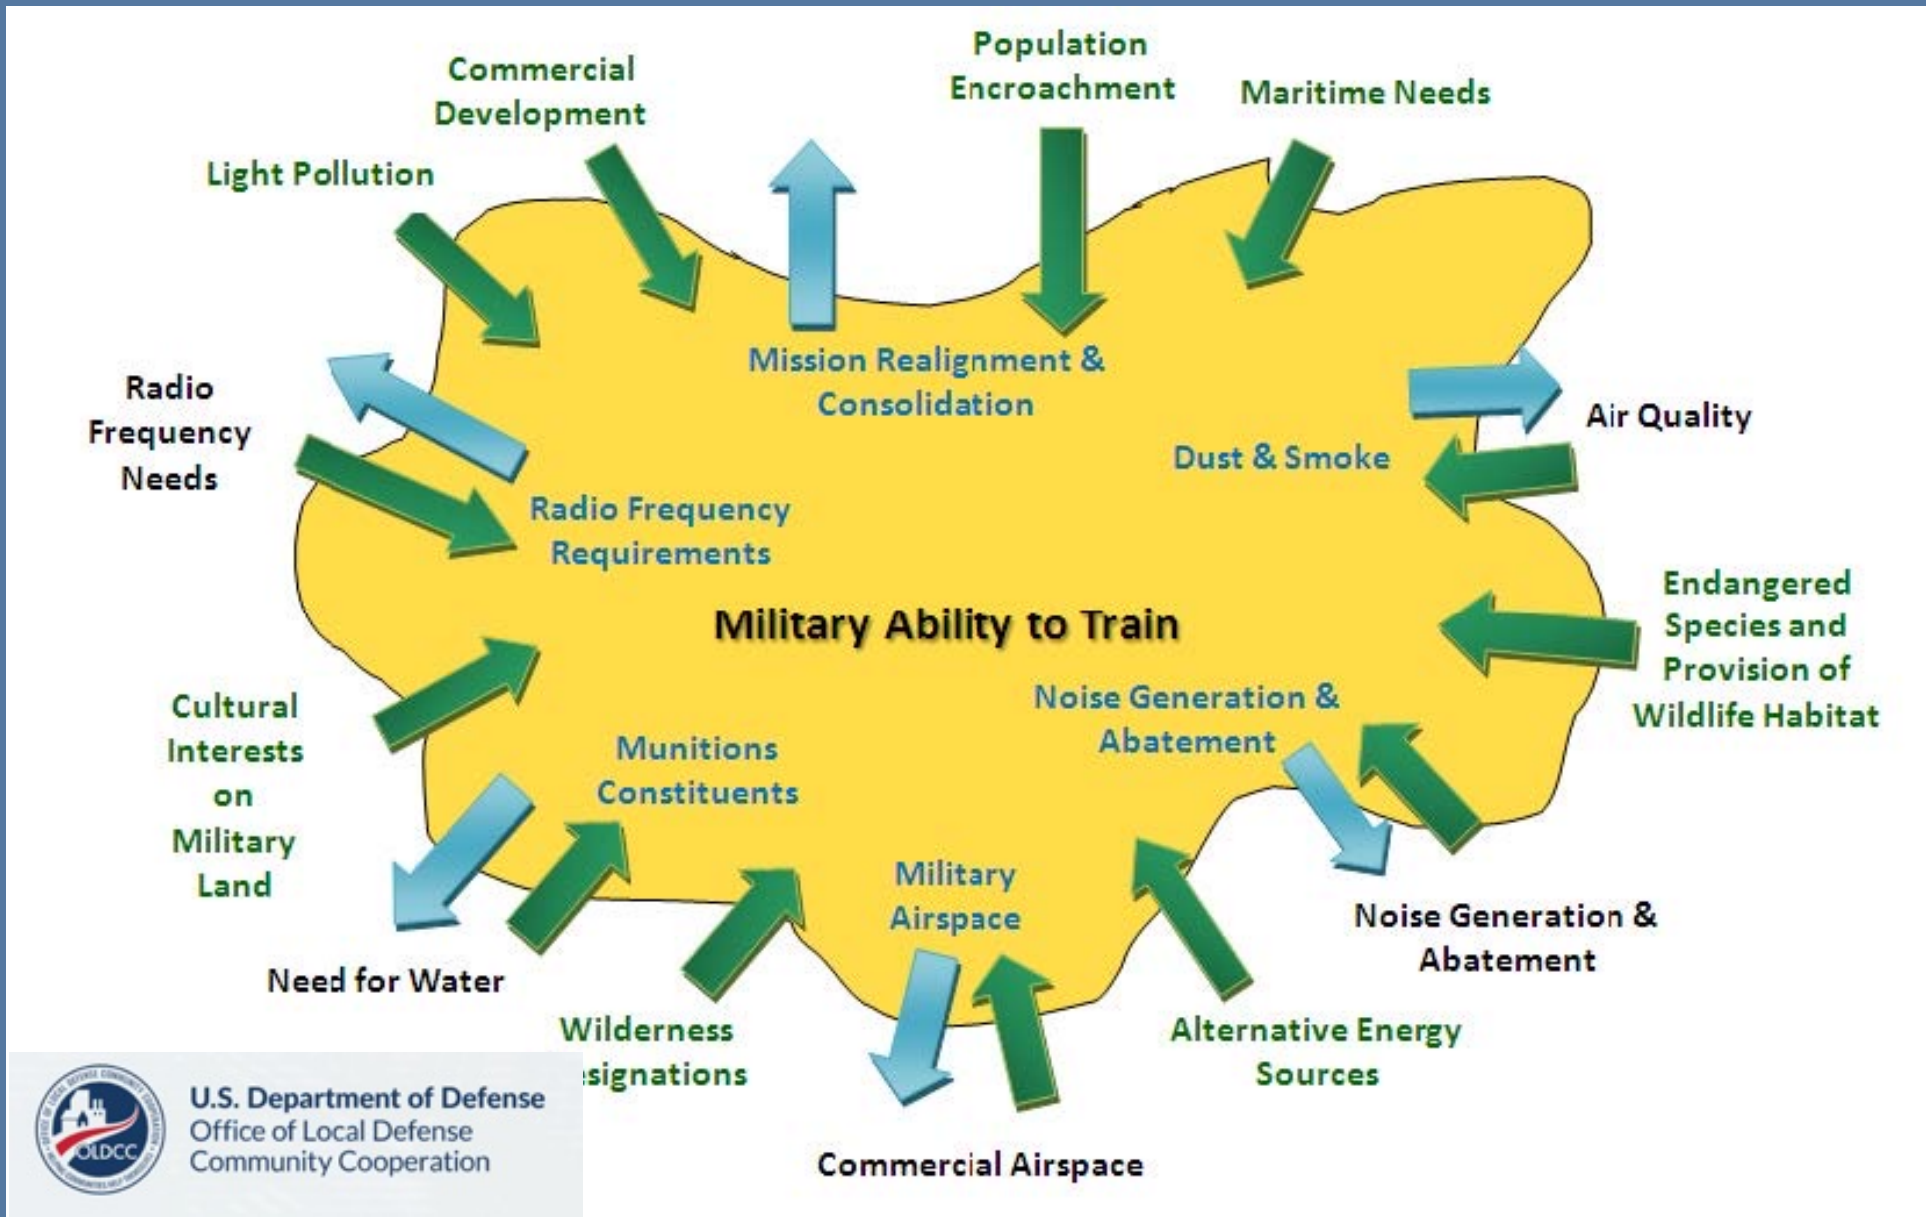 Population
Encroachment
Commercial
Development
Maritime Needs
Light Pollution
Mission Realignment &
Consolidation
Radio
Frequency
Needs
Air Quality
Dust & Smoke
Radio Frequency
Requirements
Endangered
Species and
Provision of
Wildlife Habitat
Military Ability to Train
Cultural
Interests
on
Military
Land
Noise Generation &
Abatement
Munitions
Constituents
Military
Airspace
Noise Generation &
Abatement
Need for Water
Wilderness
signations
Alternative Energy
Sources
Commercial Airspace
OLDCC
U.S. Department of Defense
Office of Local Defense
Community Cooperation